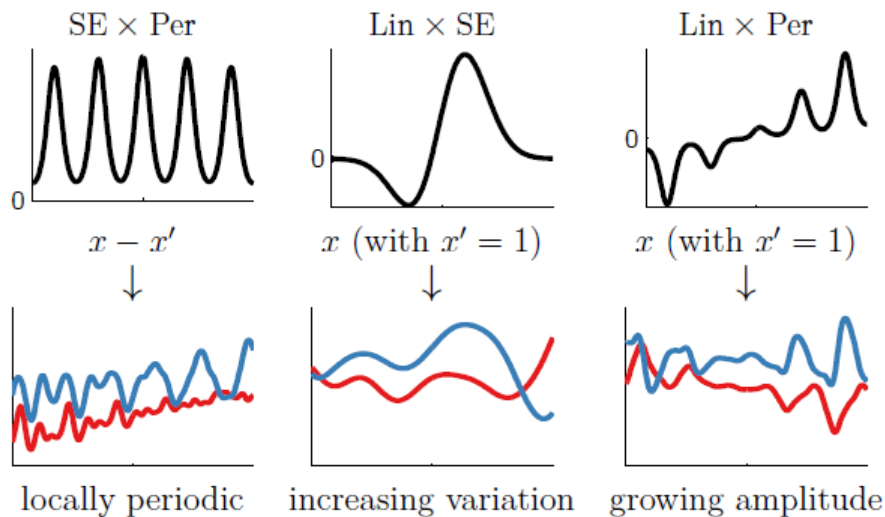 SE × Per
Lin × SE
Lin × Per
0
0
0
x − x′
x (with x′ = 1)
x (with x′ = 1)
↓
↓
↓
locally periodic
increasing variation
growing amplitude